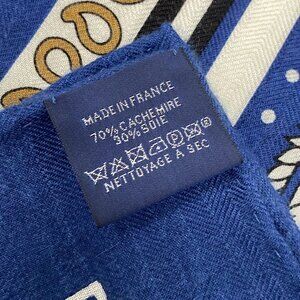 MADE IN FRANCE
70% CACHEMIRE
30% SOIE
NETTOYAGE A SEC